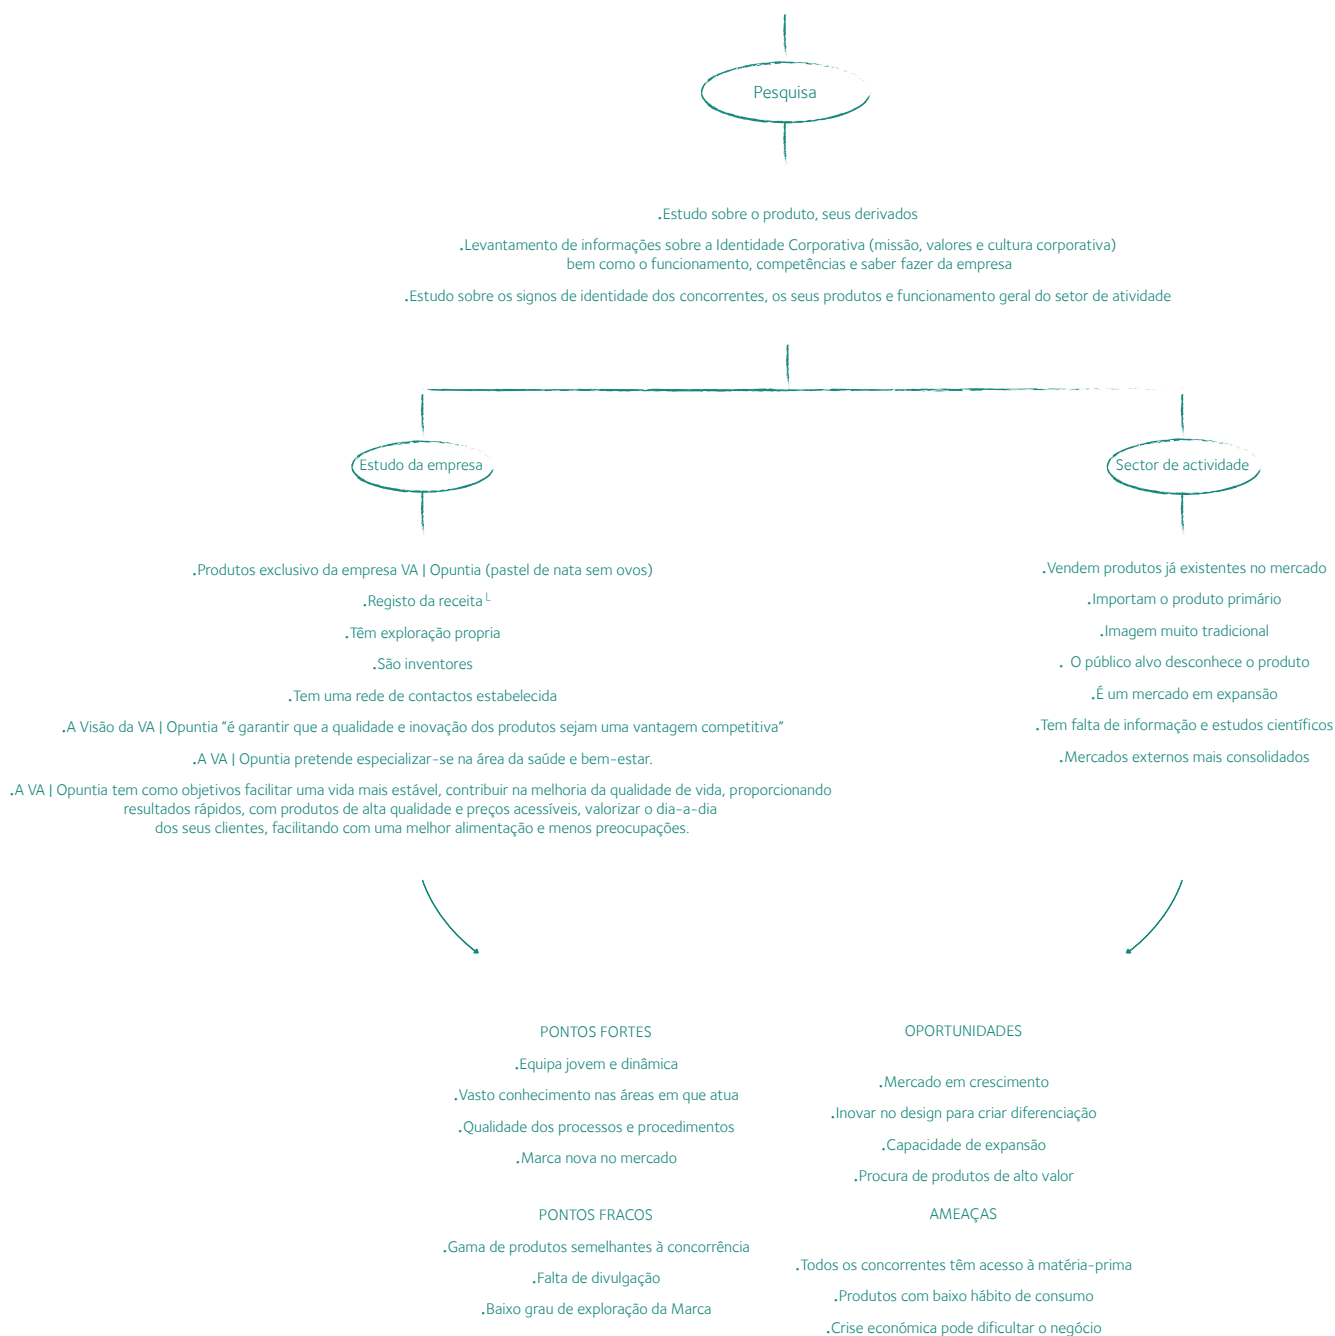 Pesquisa
.Estudo sobre o produto, seus derivados
.Levantamento de informações sobre a Identidade Corporativa (missão, valores e cultura corporativa)
bem como o funcionamento, competências e saber fazer da empresa
.Estudo sobre os signos de identidade dos concorrentes, os seus produtos e funcionamento geral do setor de atividade
Estudo da empresa
.Produtos exclusivo da empresa VA | Opuntia (pastel de nata sem ovos)
.Registo da receita
.Têm exploração propria
.São inventores
.Tem uma rede de contactos estabelecida
.A Visão da VA | Opuntia "é garantir que a qualidade e inovação dos produtos sejam uma vantagem competitiva"
.A VA | Opuntia pretende especializar-se na área da saúde e bem-estar.
.A VA | Opuntia tem como objetivos facilitar uma vida mais estável, contribuir na melhoria da qualidade de vida, proporcionando
resultados rápidos, com produtos de alta qualidade e preços acessíveis, valorizar o dia-a-dia
dos seus clientes, facilitando com uma melhor alimentação e menos preocupações.
Sector de actividade
.Vendem produtos já existentes no mercado
.Importam o produto primário
.Imagem muito tradicional
. O público alvo desconhece o produto
.É um mercado em expansão
.Tem falta de informação e estudos científicos
.Mercados externos mais consolidados
PONTOS FORTES
.Equipa jovem e dinâmica
.Vasto conhecimento nas áreas em que atua
.Qualidade dos processos e procedimentos
.Marca nova no mercado
OPORTUNIDADES
.Mercado em crescimento
.Inovar no design para criar diferenciação
.Capacidade de expansão
.Procura de produtos de alto valor
PONTOS FRACOS
.Gama de produtos semelhantes à concorrência
.Falta de divulgação
.Baixo grau de exploração da Marca
AMEAÇAS
.Todos os concorrentes têm acesso à matéria-prima
.Produtos com baixo hábito de consumo
.Crise económica pode dificultar o negócio